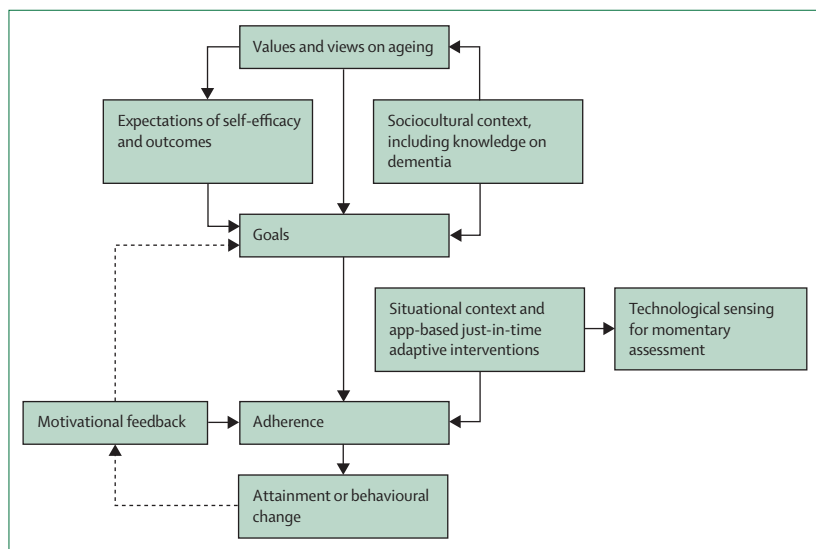 Values and views on ageing
Expectations of self-efficacy
and outcomes
Sociocultural context,
including knowledge on
dementia
Goals
Situational context and
app-based just-in-time
adaptive interventions
Technological sensing
for momentary
assessment
Motivational feedback
Adherence
Attainment or behavioural
change